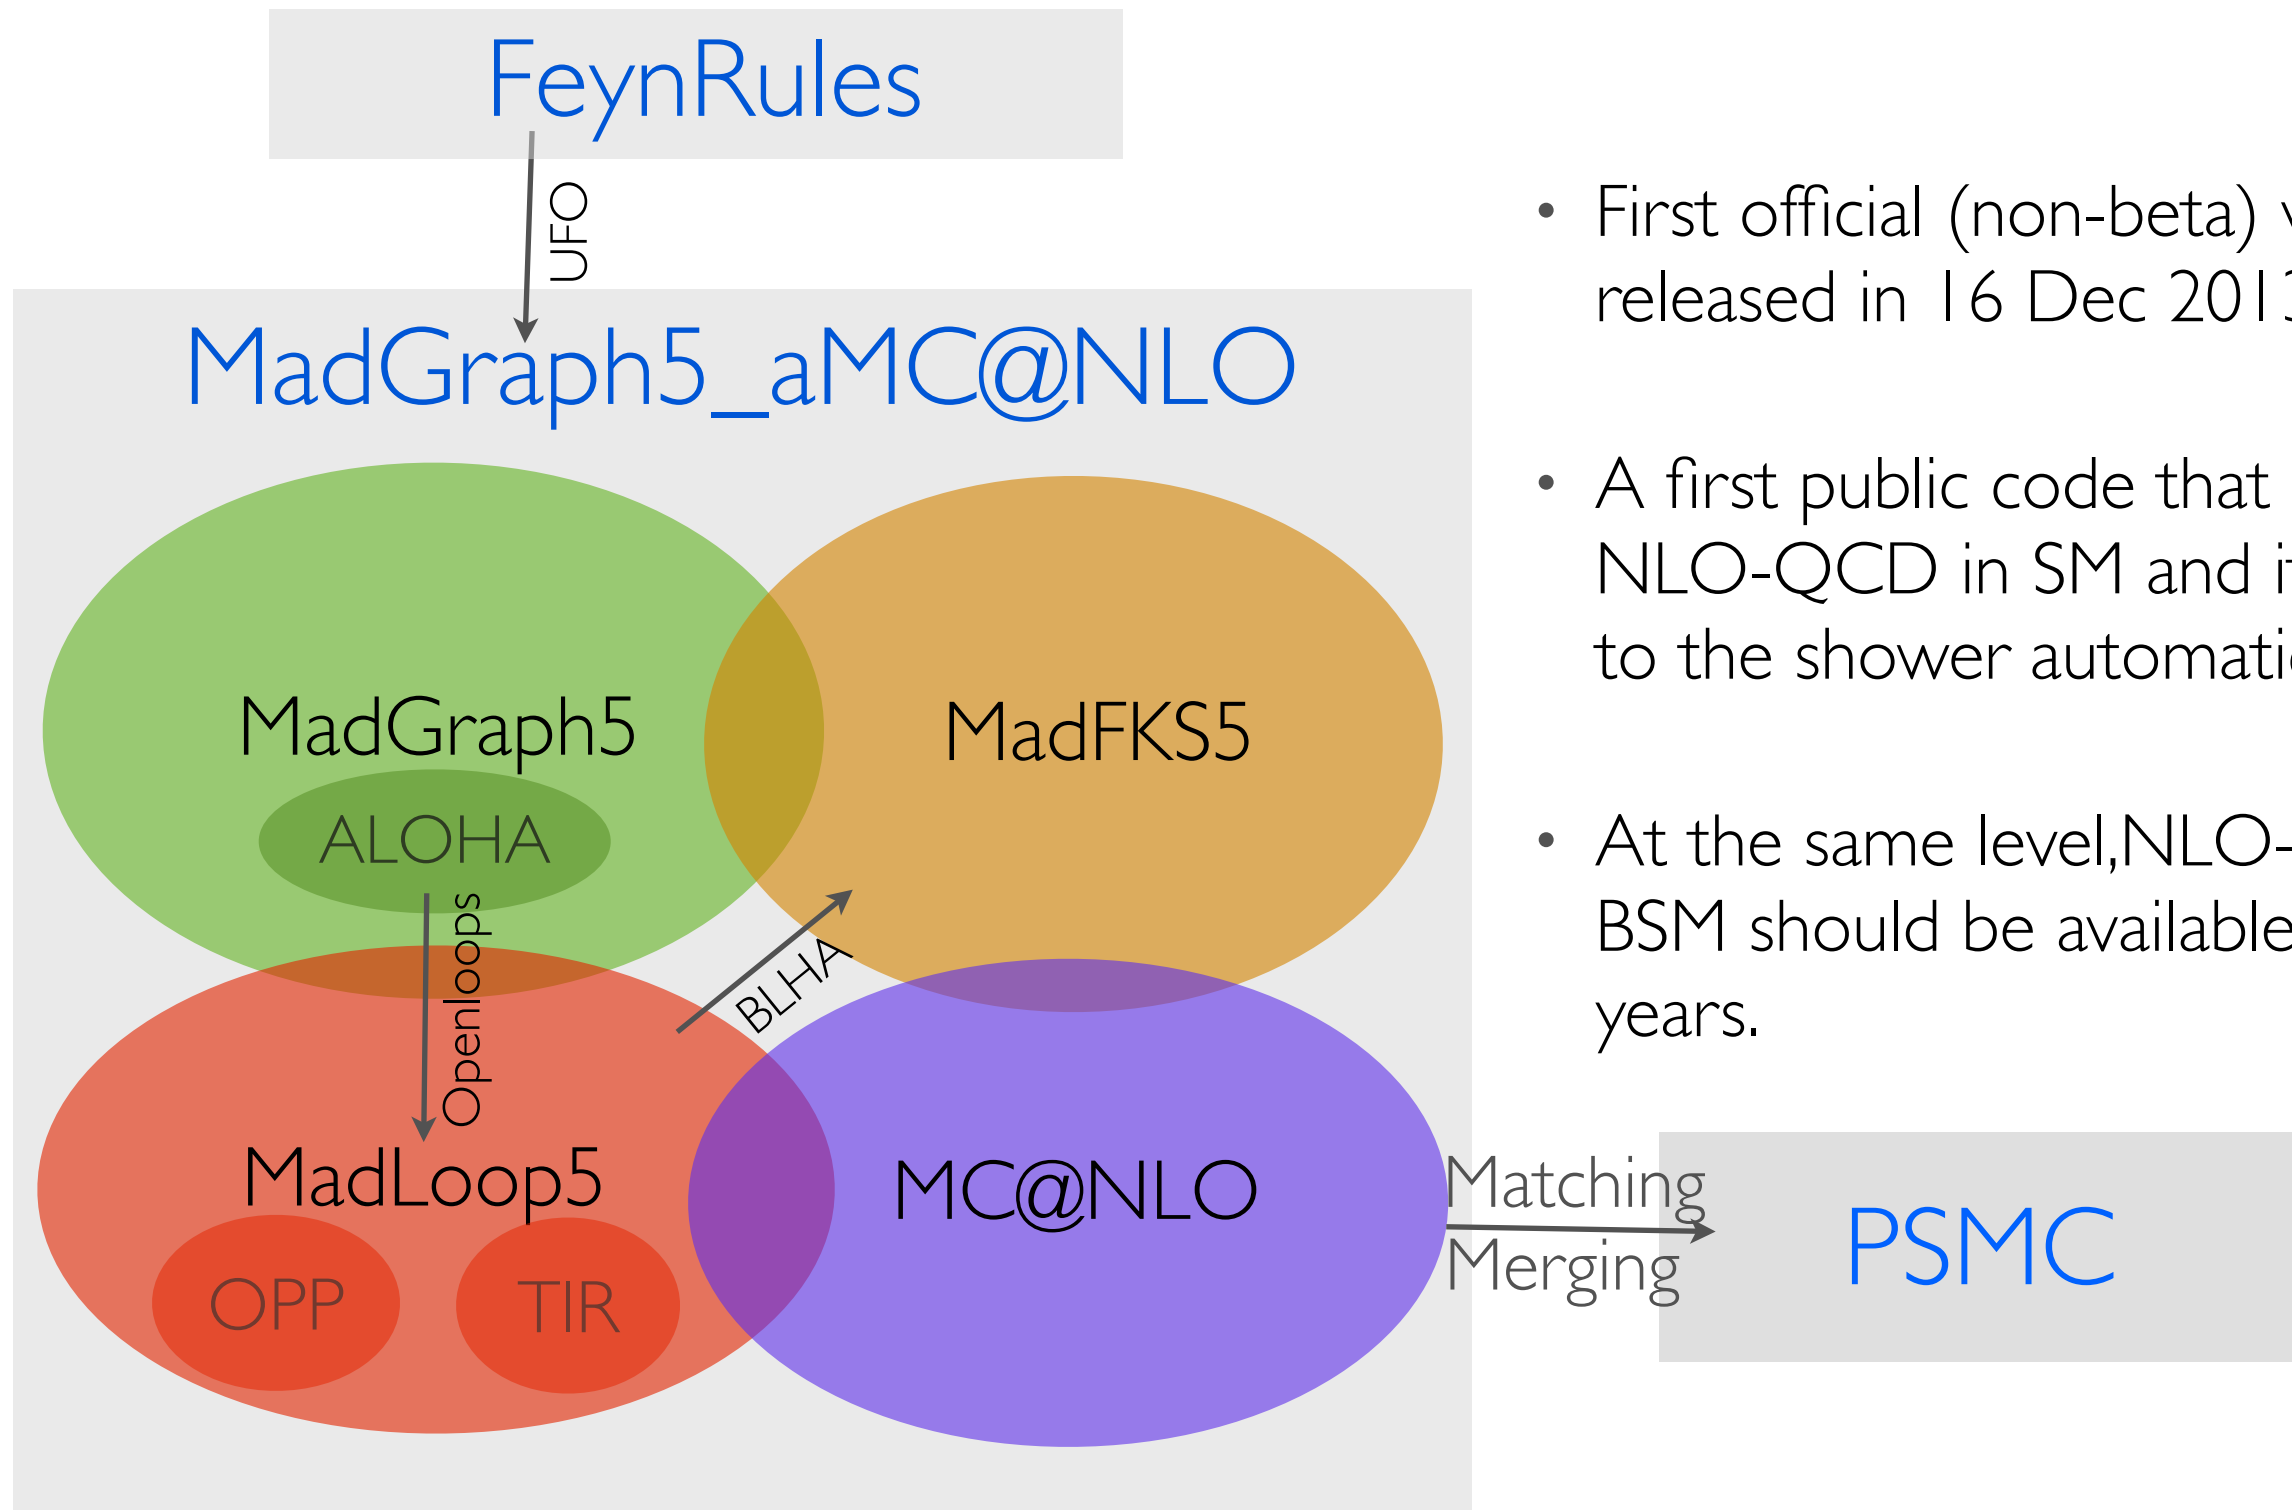 FeynRules
UFO
MadGraph5_aMC@NLO
MadGraph5
ALOHA
Openloops
MadFKS5
BLHA
MadLoop5
OPP
TIR
MC@NLO
Matching
Merging
PSMC
• First official (non-beta)
released in 16 Dec 2013
• A first public code that
NLO-QCD in SM and
to the shower
• At the same level,NLO-
BSM should be available
years.